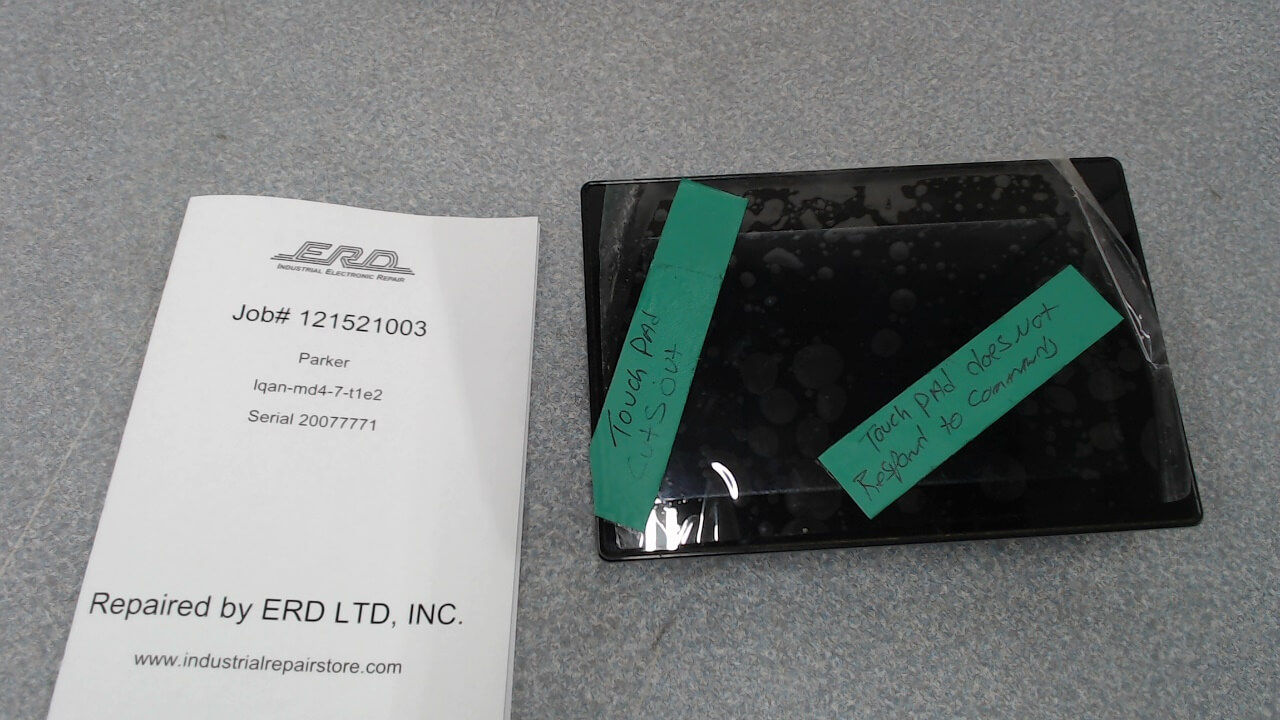 ERD
INDUSTRIAL ELECTRONIC REPAIR
Job# 121521003
Parker
Iqan-md4-7-t1e2
Serial 20077771
Repaired by ERD LTD, INC.
www.industrialrepairstore.com
Touch PAd
CutS out
Touch PAd does Not
Respond to commands